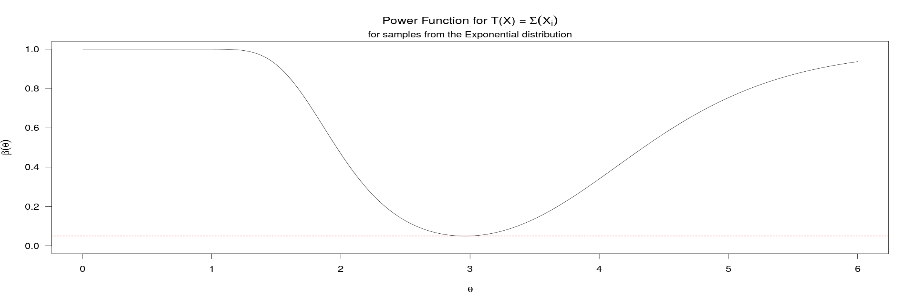 Power Function for T(X) = Σ(Xᵢ)
for samples from the Exponential distribution
1.0
0.8
0.6
0.4
0.2
0.0
β(θ)
0 1 2 3 4 5 6
θ